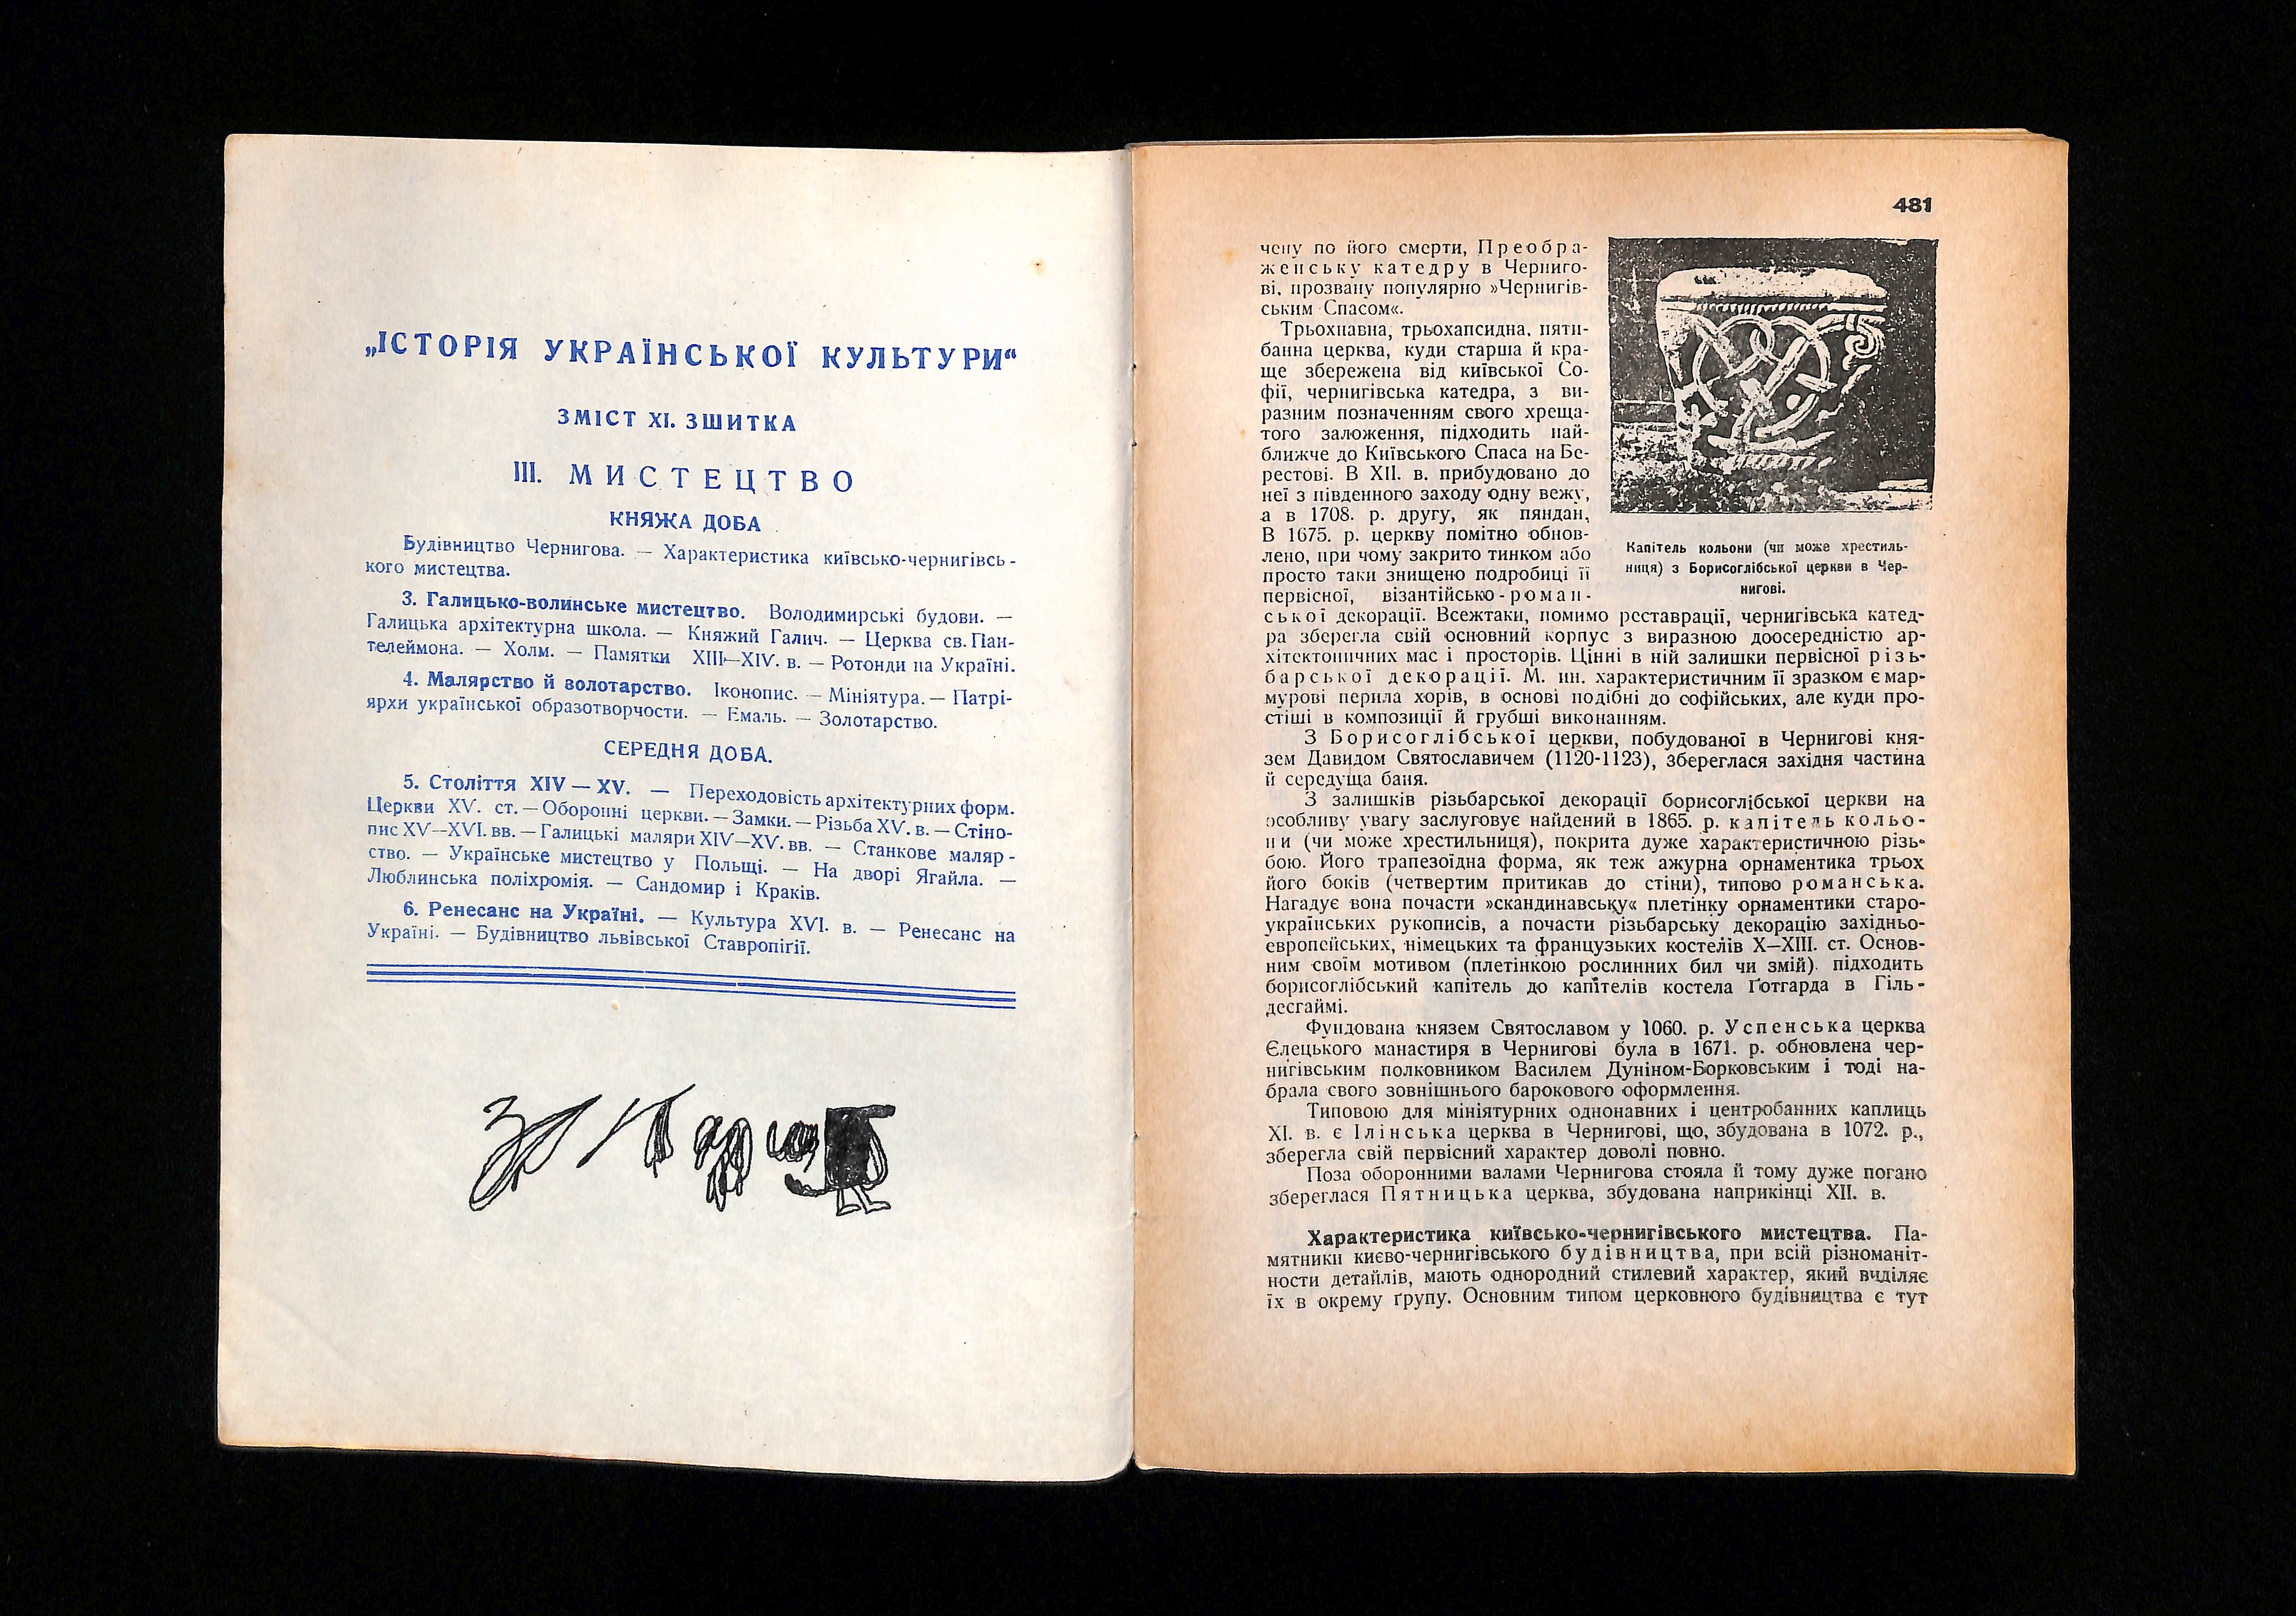 „ІСТОРІЯ УКРАЇНСЬКОЇ КУЛЬТУРИ“
ЗМІСТ XI. ЗШИТКА
III. МИСТЕЦТВО
КНЯЖА ДОБА
Будівництво Чернигова. — Характеристика київсько-чернигівсь-
кого мистецтва.
3. Галицько-волинське мистецтво. Володимирські будови. —
Галицька архітектурна школа. — Княжий Галич. — Церква св. Пан-
телеймона. — Холм. — Памятки XIII—XIV. в. — Ротонди на Україні.
4. Малярство й золотарство. Іконопис. — Мініятура. — Патрі-
ярхи української образотворчости. — Емаль. — Золотарство.
СЕРЕДНЯ ДОБА.
5. Століття XIV — XV. — Переходовість архітектурних форм.
Церкви XV. ст. — Оборонні церкви. — Замки. — Різьба XV. в. — Стіно-
пис XV—XVI. вв. — Галицькі маляри XIV—XV. вв. — Станкове маляр-
ство. — Українське мистецтво у Польщі. — На дворі Ягайла. —
Люблинська поліхромія. — Сандомир і Краків.
6. Ренесанс на Україні. — Культура XVI. в. — Ренесанс на
Україні. — Будівництво львівської Ставропігії.
481
чену по його смерти, Преобра-
женську катедру в Черниго-
ві, прозвану популярно »Чернигів-
ським Спасом«.
Трьохнавна, трьохапсидна, пяти-
банна церква, куди старша й кра-
ще збережена від київської Со-
фії, чернигівська катедра, з ви-
разним позначенням свого хреща-
того заложення, підходить най-
ближче до Київського Спаса на Бе-
рестові. В XII. в. прибудовано до
неї з південного заходу одну вежу,
а в 1708. р. другу, як пяндан,
В 1675. р. церкву помітно обнов-
лено, при чому закрито тинком або
просто таки знищено подробиці її
первісної, візантійсько-роман-
ської декорації. Всежтаки, помимо реставрації, чернигівська катед-
ра зберегла свій основний корпус з виразною доосередністю ар-
хітектонічних мас і просторів. Цінні в ній залишки первісної різь-
барської декорації. М. ин. характеристичним її зразком є мар-
мурові перила хорів, в основі подібні до софійських, але куди про-
стіші в композиції й грубші виконанням.
Капітель кольони (чи може хрестиль-
ниця) з Борисоглібської церкви в Чер-
нигові.
З Борисоглібської церкви, побудованої в Чернигові кня-
зем Давидом Святославичем (1120-1123), збереглася західня частина
й середуща баня.
З залишків різьбарської декорації борисоглібської церкви на
особливу увагу заслуговує найдений в 1865. р. капітель кольо-
ни (чи може хрестильниця), покрита дуже характеристичною різь-
бою. Його трапезоїдна форма, як теж ажурна орнаментика трьох
його боків (четвертим притикав до стіни), типово романська.
Нагадує вона почасти »скандинавську« плетінку орнаментики старо-
українських рукописів, а почасти різьбарську декорацію західньо-
европейських, німецьких та французьких костелів X—XIII. ст. Основ-
ним своїм мотивом (плетінкою рослинних бил чи змій). підходить
борисоглібський капітель до капітелів костела Ґотгарда в Гіль-
десгаймі.
Фундована князем Святославом у 1060. р. Успенська церква
Єлецького манастиря в Чернигові була в 1671. р. обновлена чер-
нигівським полковником Василем Дуніном-Борковським і тоді на-
брала свого зовнішнього барокового оформлення.
Типовою для мініятурних однонавних і центробанних каплиць
XI. в. є Ілінська церква в Чернигові, що, збудована в 1072. р.,
зберегла свій первісний характер доволі повно.
Поза оборонними валами Чернигова стояла й тому дуже погано
збереглася Пятницька церква, збудована наприкінці XII. в.
Характеристика київсько-чернигівського мистецтва. Па-
мятники києво-чернигівського будівництва, при всій різноманіт-
ности детайлів, мають однородний стилевий характер, який виділяє
їх в окрему ґрупу. Основним типом церковного будівництва є тут